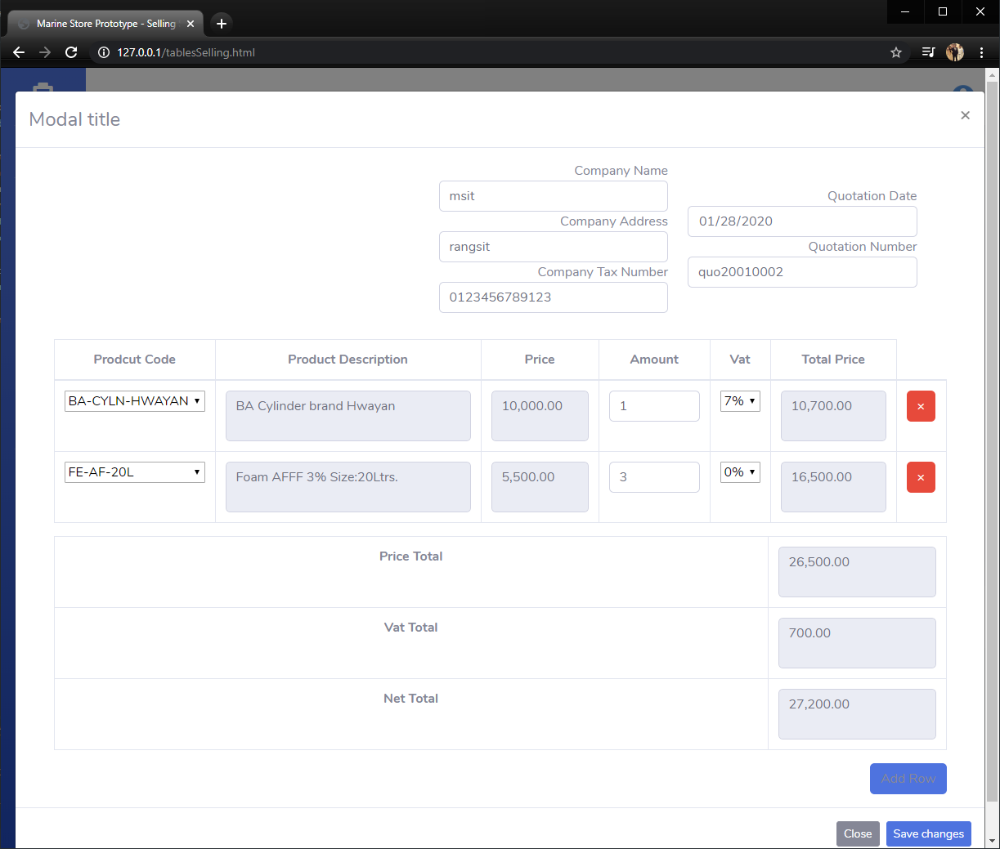 Marine Store Prototype - Selling
127.0.0.1/tablesSelling.html
Modal title
×
Company Name
msit
Company Address
rangsit
Company Tax Number
0123456789123
Quotation Date
01/28/2020
Quotation Number
quo20010002
Prodcut Code Product Description Price Amount Vat Total Price
BA-CYLN-HWAYAN BA Cylinder brand Hwayan 10,000.00 1 7% 10,700.00 ×
FE-AF-20L Foam AFFF 3% Size:20Ltrs. 5,500.00 3 0% 16,500.00 ×
Price Total 26,500.00
Vat Total 700.00
Net Total 27,200.00
Add Row
Close Save changes